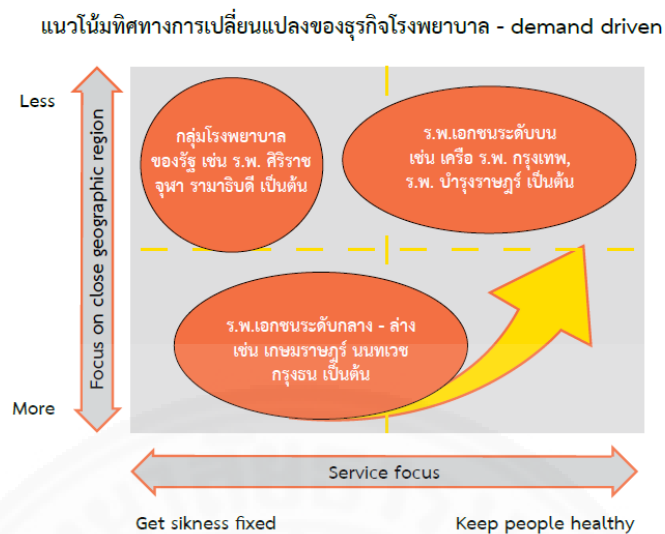 แนวโน้มทิศทางการเปลี่ยนแปลงของธุรกิจโรงพยาบาล - demand driven
Less
Focus on close geographic region
More
กลุ่มโรงพยาบาล
ของรัฐ เช่น ร.พ. ศิริราช
จุฬา รามาธิบดี เป็นต้น
ร.พ.เอกชนระดับบน
เช่น เครือ ร.พ. กรุงเทพ,
ร.พ. บำรุงราษฎร์ เป็นต้น
ร.พ.เอกชนระดับกลาง - ล่าง
เช่น เกษมราษฎร์ นนทเวช
กรุงธน เป็นต้น
Service focus
Get sikness fixed
Keep people healthy